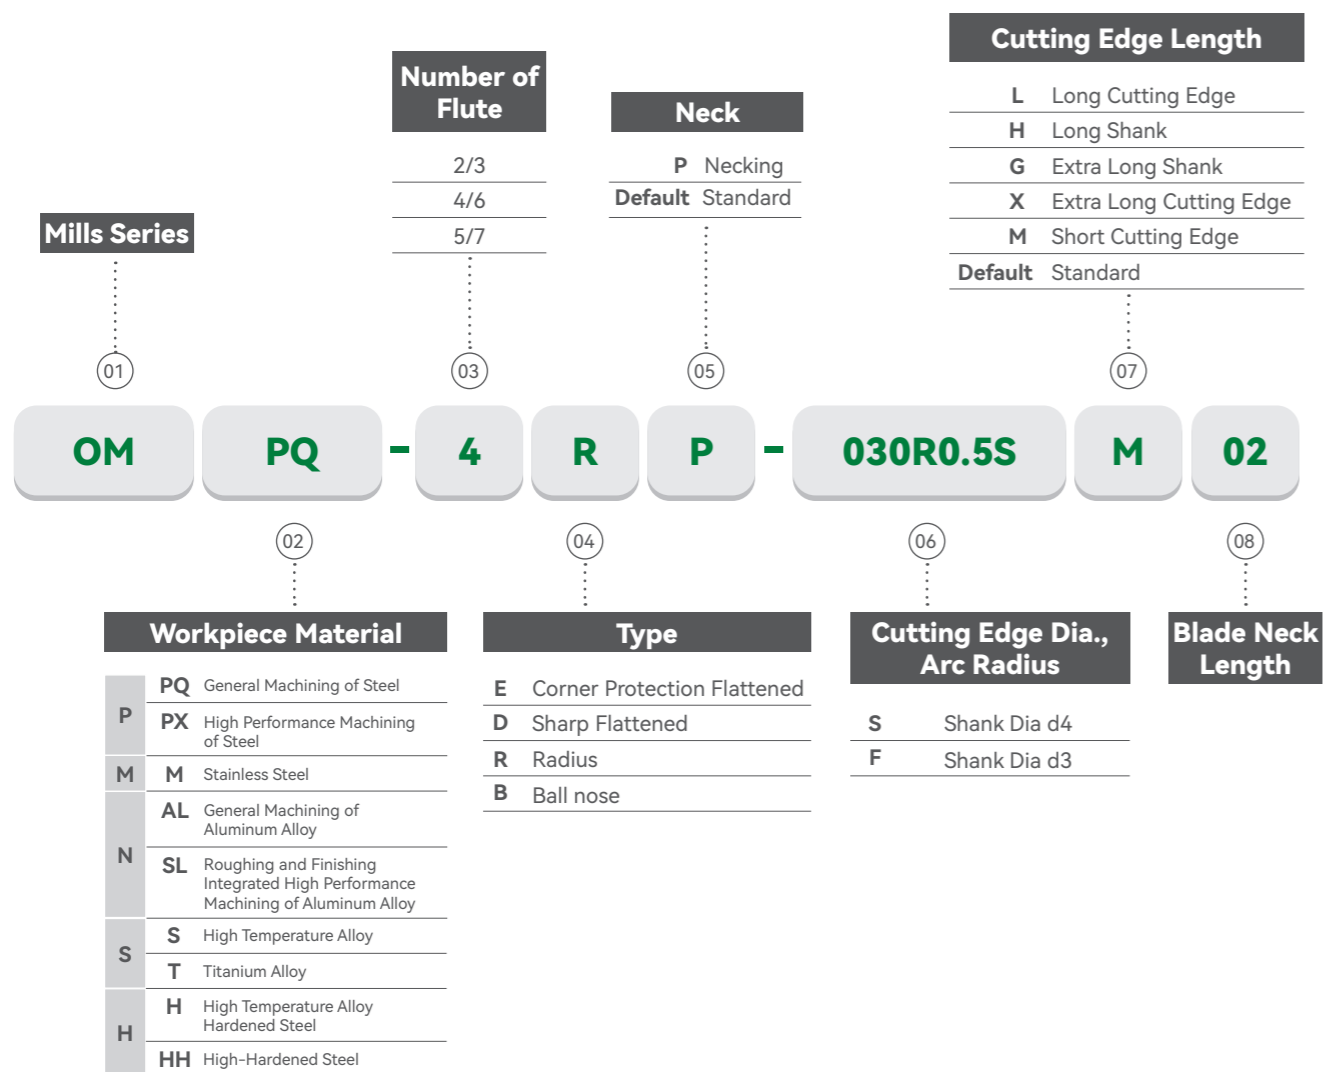 Cutting Edge Length
L Long Cutting Edge
H Long Shank
G Extra Long Shank
X Extra Long Cutting Edge
M Short Cutting Edge
Default Standard
Number of
Flute
2/3
4/6
5/7
Neck
P Necking
Default Standard
Mills Series
01
03
05
07
OM PQ - 4 R P - 030R0.5S M 02
02
04
06
08
Workpiece Material
P
PQ General Machining of Steel
PX High Performance Machining
of Steel
M M Stainless Steel
N
AL General Machining of
Aluminum Alloy
SL Roughing and Finishing
Integrated High Performance
Machining of Aluminum Alloy
S
S High Temperature Alloy
T Titanium Alloy
H
H High Temperature Alloy
Hardened Steel
HH High-Hardened Steel
Type
E Corner Protection Flattened
D Sharp Flattened
R Radius
B Ball nose
Cutting Edge Dia.,
Arc Radius
S Shank Dia d4
F Shank Dia d3
Blade Neck
Length